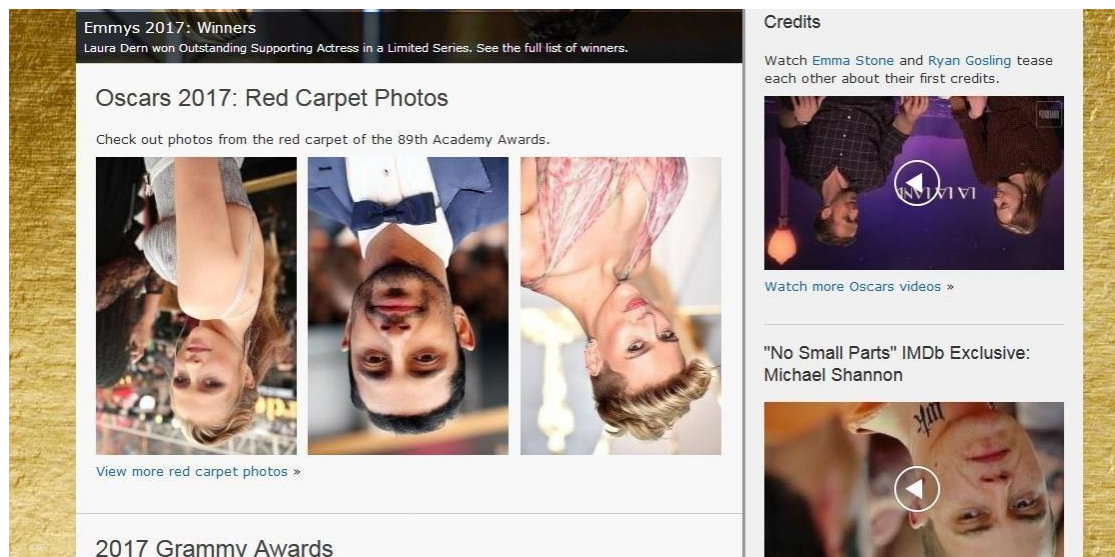 Emmys 2017: Winners
Laura Dern won Outstanding Supporting Actress in a Limited Series. See the full list of winners.
Oscars 2017: Red Carpet Photos
Check out photos from the red carpet of the 89th Academy Awards.
View more red carpet photos »
2017 Grammy Awards
Credits
Watch Emma Stone and Ryan Gosling tease
each other about their first credits.
LA LA LAND
Watch more Oscars videos »
"No Small Parts" IMDb Exclusive:
Michael Shannon